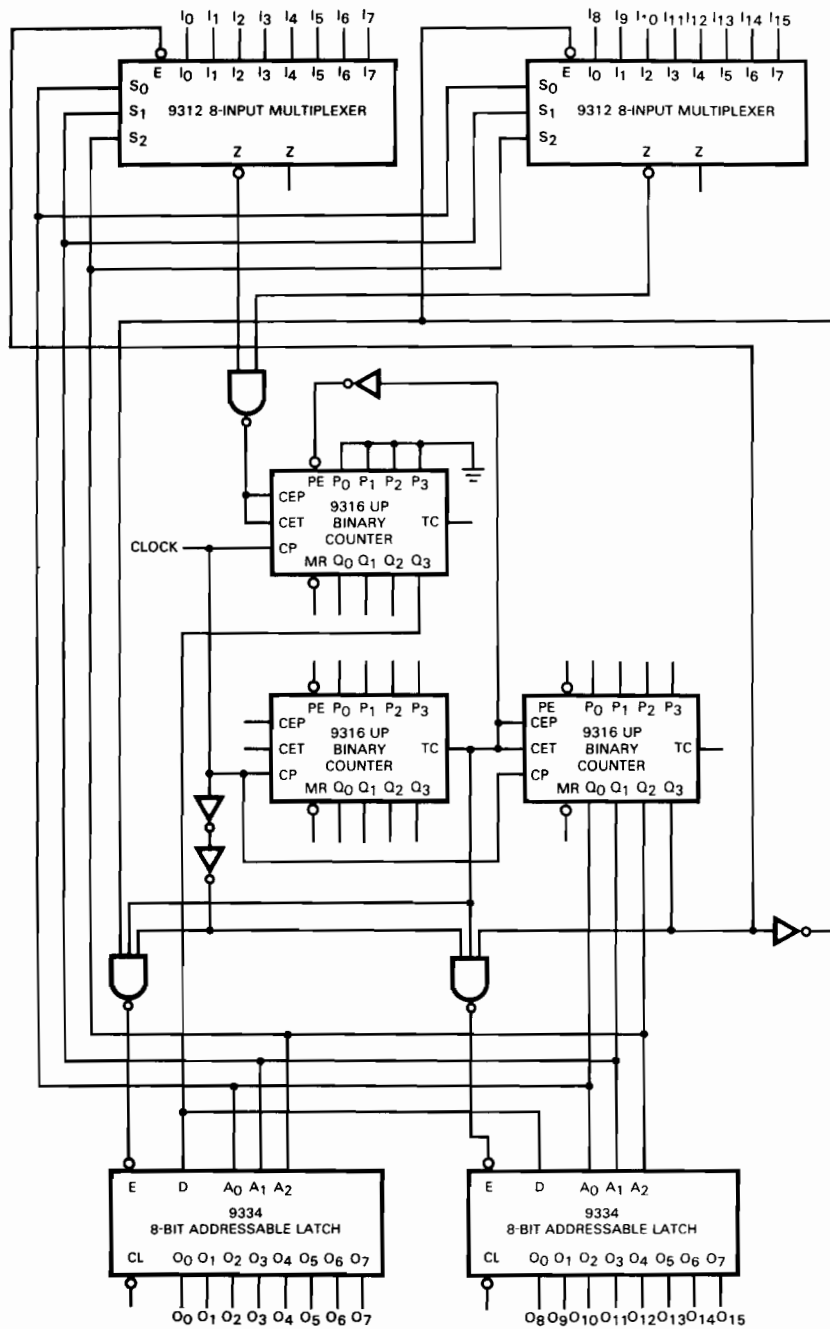 I0 I1 I2 I3 I4 I5 I6 I7
I8 I9 I10 I11 I12 I13 I14 I15
E I0 I1 I2 I3 I4 I5 I6 I7
S0
S1
S2
9312 8-INPUT MULTIPLEXER
Z Z
E I0 I1 I2 I3 I4 I5 I6 I7
S0
S1
S2
9312 8-INPUT MULTIPLEXER
Z Z
PE P0 P1 P2 P3
CEP
CET
CP
9316 UP
BINARY
COUNTER
TC
MR Q0 Q1 Q2 Q3
CLOCK
PE P0 P1 P2 P3
CEP
CET
CP
9316 UP
BINARY
COUNTER
TC
MR Q0 Q1 Q2 Q3
PE P0 P1 P2 P3
CEP
CET
CP
9316 UP
BINARY
COUNTER
TC
MR Q0 Q1 Q2 Q3
E D A0 A1 A2
9334
8-BIT ADDRESSABLE LATCH
CL O0 O1 O2 O3 O4 O5 O6 O7
O0 O1 O2 O3 O4 O5 O6 O7
E D A0 A1 A2
9334
8-BIT ADDRESSABLE LATCH
CL O0 O1 O2 O3 O4 O5 O6 O7
O8 O9 O10 O11 O12 O13 O14 O15